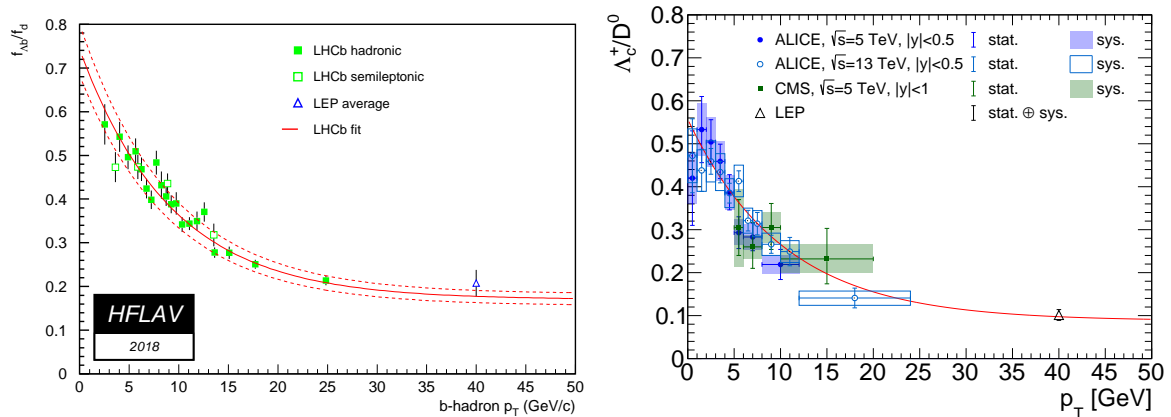 f_Λb/f_d
0.8
0.7
0.6
0.5
0.4
0.3
0.2
0.1
0
LHCb hadronic
LHCb semileptonic
LEP average
LHCb fit
HFLAV
2018
0 5 10 15 20 25 30 35 40 45 50
b-hadron p_T (GeV/c)
Λ_c^+/D^0
0.8
0.7
0.6
0.5
0.4
0.3
0.2
0.1
0
ALICE, √s=5 TeV, |y|<0.5 stat. sys.
ALICE, √s=13 TeV, |y|<0.5 stat. sys.
CMS, √s=5 TeV, |y|<1 stat. sys.
LEP stat. ⊕ sys.
0 5 10 15 20 25 30 35 40 45 50
p_T [GeV]